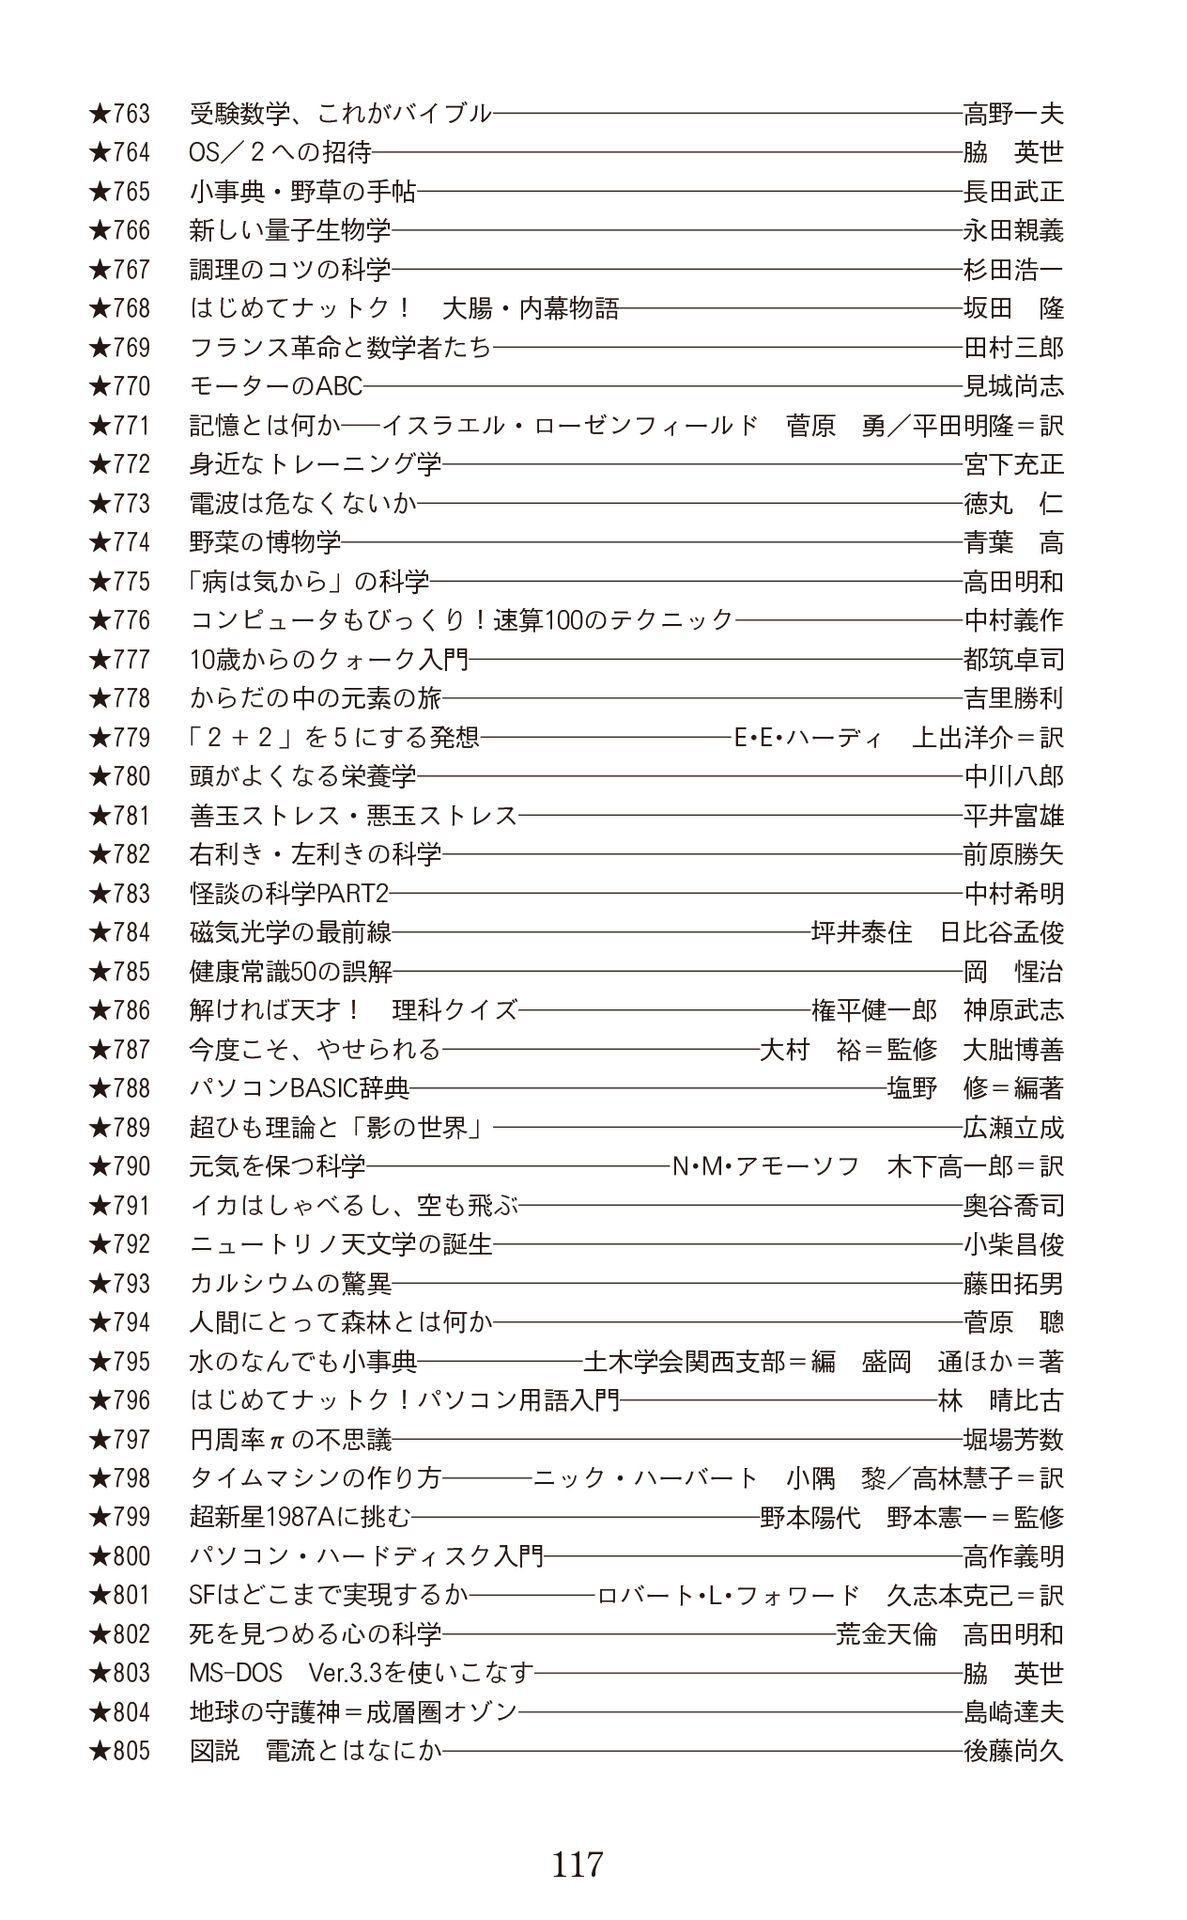 ★763 受験数学、これがバイブル――高野一夫
★764 OS／２への招待――脇　英世
★765 小事典・野草の手帖――長田武正
★766 新しい量子生物学――永田親義
★767 調理のコツの科学――杉田浩一
★768 はじめてナットク！　大腸・内幕物語――坂田　隆
★769 フランス革命と数学者たち――田村三郎
★770 モーターのABC――見城尚志
★771 記憶とは何か――イスラエル・ローゼンフィールド　菅原　勇／平田明隆＝訳
★772 身近なトレーニング学――宮下充正
★773 電波は危なくないか――徳丸　仁
★774 野菜の博物学――青葉　高
★775 「病は気から」の科学――高田明和
★776 コンピュータもびっくり！速算100のテクニック――中村義作
★777 10歳からのクォーク入門――都筑卓司
★778 からだの中の元素の旅――吉里勝利
★779 「２＋２」を５にする発想――E・E・ハーディ　上出洋介＝訳
★780 頭がよくなる栄養学――中川八郎
★781 善玉ストレス・悪玉ストレス――平井富雄
★782 右利き・左利きの科学――前原勝矢
★783 怪談の科学PART2――中村希明
★784 磁気光学の最前線――坪井泰住　日比谷孟俊
★785 健康常識50の誤解――岡　惺治
★786 解ければ天才！　理科クイズ――権平健一郎　神原武志
★787 今度こそ、やせられる――大村　裕＝監修　大朏博善
★788 パソコンBASIC辞典――塩野　修＝編著
★789 超ひも理論と「影の世界」――広瀬立成
★790 元気を保つ科学――N・M・アモーソフ　木下高一郎＝訳
★791 イカはしゃべるし、空も飛ぶ――奥谷喬司
★792 ニュートリノ天文学の誕生――小柴昌俊
★793 カルシウムの驚異――藤田拓男
★794 人間にとって森林とは何か――菅原　聰
★795 水のなんでも小事典――土木学会関西支部＝編　盛岡　通ほか＝著
★796 はじめてナットク！パソコン用語入門――林　晴比古
★797 円周率πの不思議――堀場芳数
★798 タイムマシンの作り方――ニック・ハーバート　小隅　黎／高林慧子＝訳
★799 超新星1987Aに挑む――野本陽代　野本憲一＝監修
★800 パソコン・ハードディスク入門――高作義明
★801 SFはどこまで実現するか――ロバート・L・フォワード　久志本克己＝訳
★802 死を見つめる心の科学――荒金天倫　高田明和
★803 MS-DOS　Ver.3.3を使いこなす――脇　英世
★804 地球の守護神＝成層圏オゾン――島崎達夫
★805 図説　電流とはなにか――後藤尚久
117